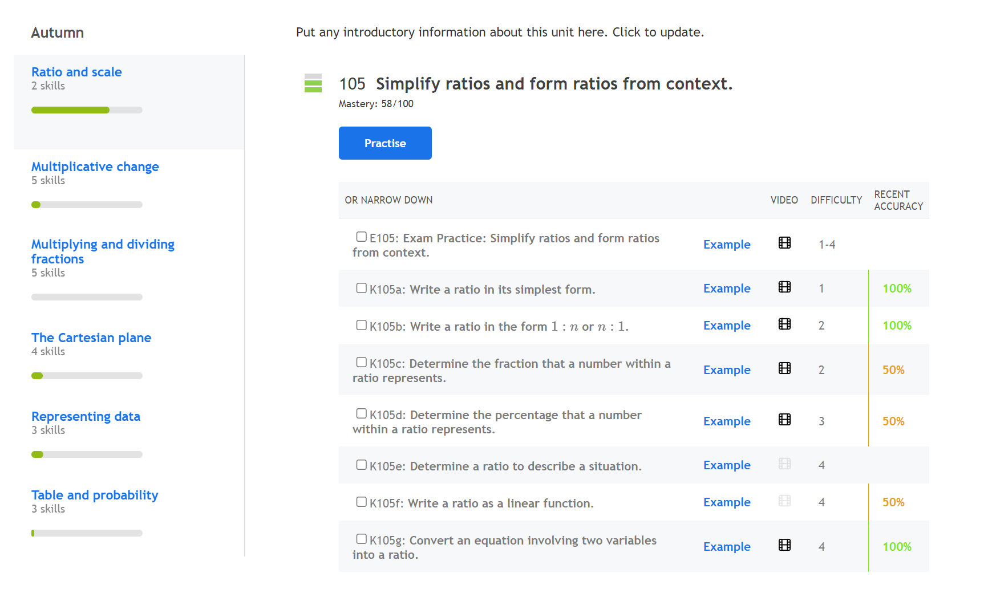 Autumn
Ratio and scale
2 skills
Multiplicative change
5 skills
Multiplying and dividing
fractions
5 skills
The Cartesian plane
4 skills
Representing data
3 skills
Table and probability
3 skills
Put any introductory information about this unit here. Click to update.
105 Simplify ratios and form ratios from context.
Mastery: 58/100
Practise
OR NARROW DOWN VIDEO DIFFICULTY RECENT
ACCURACY
E105: Exam Practice: Simplify ratios and form ratios
from context. Example 1-4
K105a: Write a ratio in its simplest form. Example 1 100%
K105b: Write a ratio in the form 1 : n or n : 1. Example 2 100%
K105c: Determine the fraction that a number within a
ratio represents. Example 2 50%
K105d: Determine the percentage that a number
within a ratio represents. Example 3 50%
K105e: Determine a ratio to describe a situation. Example 4
K105f: Write a ratio as a linear function. Example 4 50%
K105g: Convert an equation involving two variables
into a ratio. Example 4 100%